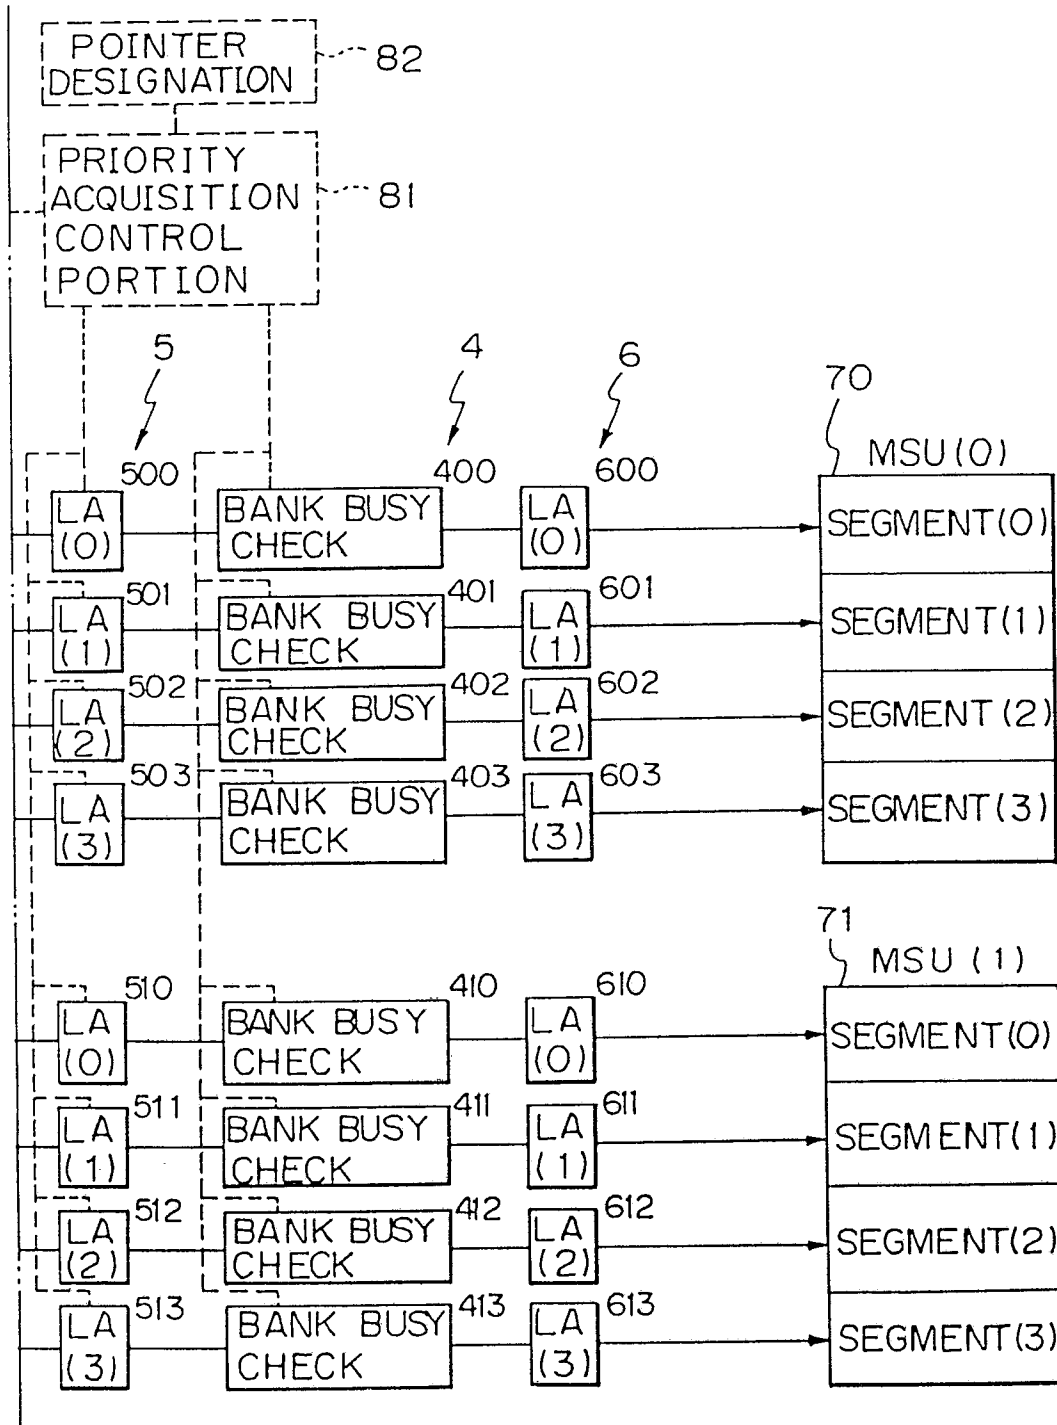 POINTER
DESIGNATION
82
PRIORITY
ACQUISITION
CONTROL
PORTION
81
5
4
6
70
MSU(0)
500
400
600
LA
(0)
BANK BUSY
CHECK
LA
(0)
SEGMENT(0)
501
401
601
LA
(1)
BANK BUSY
CHECK
LA
(1)
SEGMENT(1)
502
402
602
LA
(2)
BANK BUSY
CHECK
LA
(2)
SEGMENT(2)
503
403
603
LA
(3)
BANK BUSY
CHECK
LA
(3)
SEGMENT(3)
71
MSU(1)
510
410
610
LA
(0)
BANK BUSY
CHECK
LA
(0)
SEGMENT(0)
511
411
611
LA
(1)
BANK BUSY
CHECK
LA
(1)
SEGMENT(1)
512
412
612
LA
(2)
BANK BUSY
CHECK
LA
(2)
SEGMENT(2)
513
413
613
LA
(3)
BANK BUSY
CHECK
LA
(3)
SEGMENT(3)